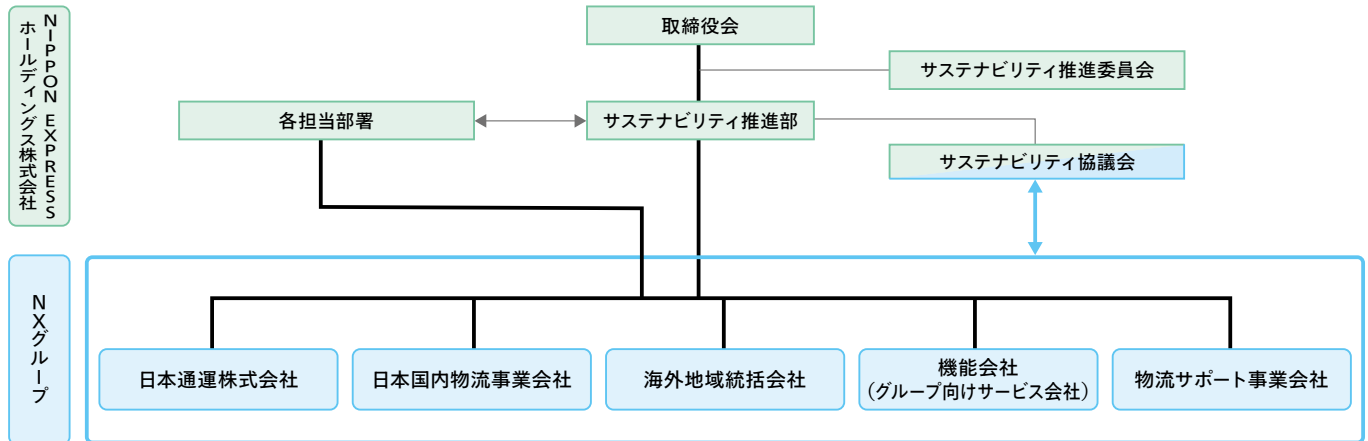 NIPPON EXPRESS
ホールディングス株式会社
取締役会
サステナビリティ推進委員会
各担当部署
サステナビリティ推進部
サステナビリティ協議会
NXグループ
日本通運株式会社
日本国内物流事業会社
海外地域統括会社
機能会社
(グループ向けサービス会社)
物流サポート事業会社